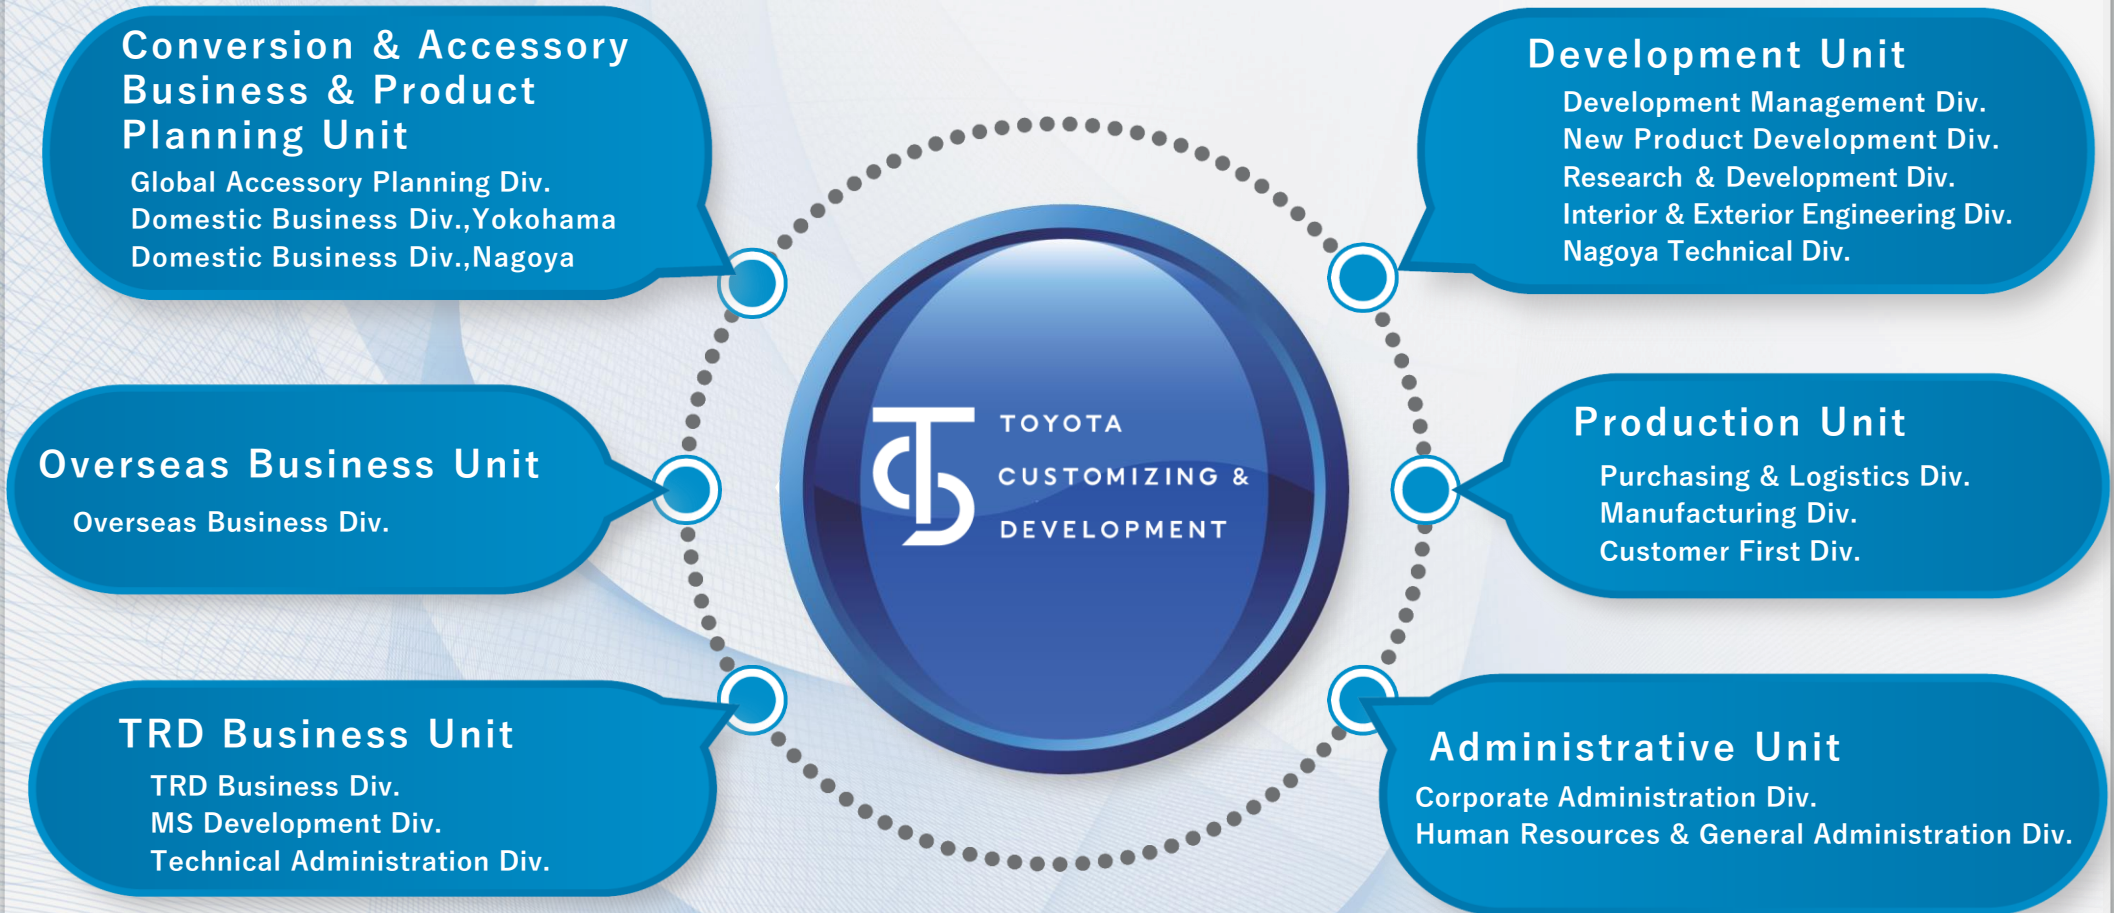 Conversion & Accessory
Business & Product
Planning Unit
Global Accessory Planning Div.
Domestic Business Div.,Yokohama
Domestic Business Div.,Nagoya
Overseas Business Unit
Overseas Business Div.
TRD Business Unit
TRD Business Div.
MS Development Div.
Technical Administration Div.
TOYOTA
CUSTOMIZING &
DEVELOPMENT
Development Unit
Development Management Div.
New Product Development Div.
Research & Development Div.
Interior & Exterior Engineering Div.
Nagoya Technical Div.
Production Unit
Purchasing & Logistics Div.
Manufacturing Div.
Customer First Div.
Administrative Unit
Corporate Administration Div.
Human Resources & General Administration Div.